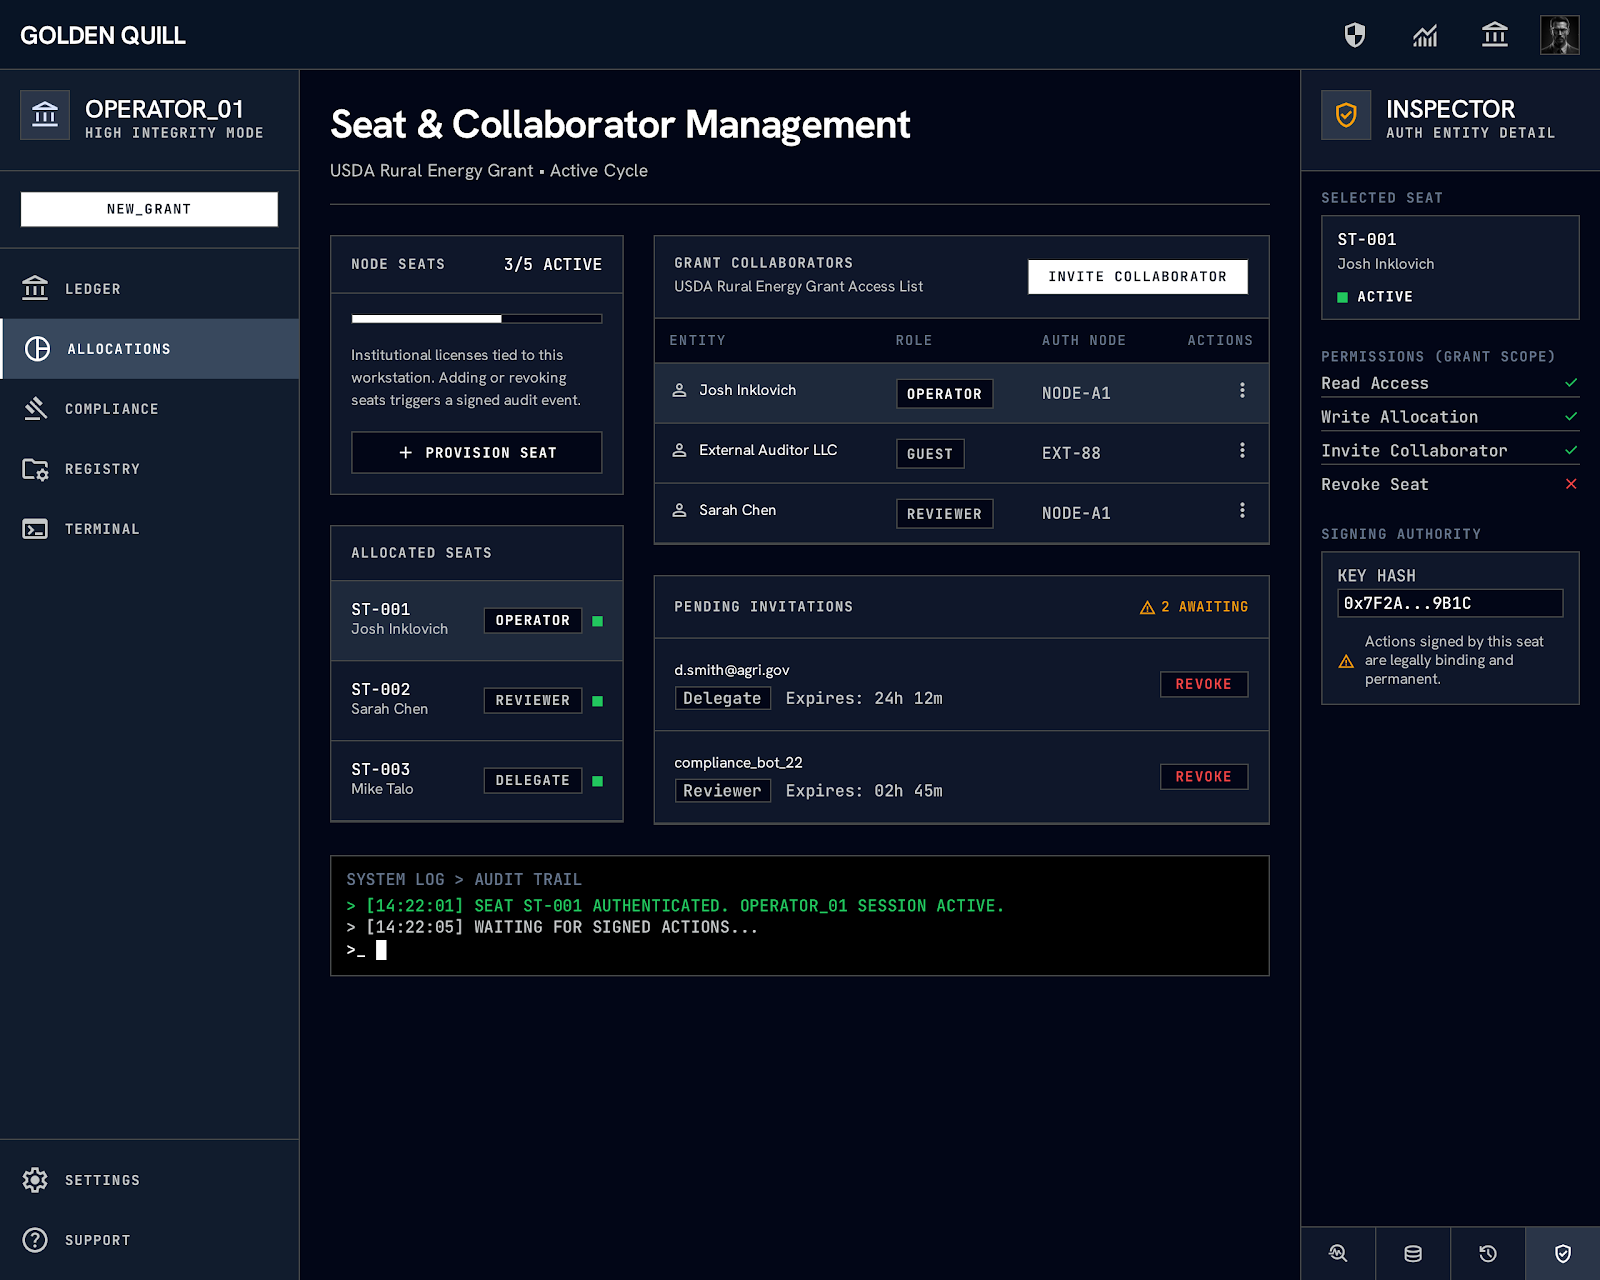 GOLDEN QUILL
OPERATOR_01
HIGH INTEGRITY MODE
NEW_GRANT
LEDGER
ALLOCATIONS
COMPLIANCE
REGISTRY
TERMINAL
SETTINGS
SUPPORT
Seat & Collaborator Management
USDA Rural Energy Grant • Active Cycle
NODE SEATS 3/5 ACTIVE
Institutional licenses tied to this
workstation. Adding or revoking
seats triggers a signed audit event.
+ PROVISION SEAT
ALLOCATED SEATS
ST-001
Josh Inklovich
OPERATOR
ST-002
Sarah Chen
REVIEWER
ST-003
Mike Talo
DELEGATE
GRANT COLLABORATORS
USDA Rural Energy Grant Access List
INVITE COLLABORATOR
ENTITY ROLE AUTH NODE ACTIONS
Josh Inklovich OPERATOR NODE-A1
External Auditor LLC GUEST EXT-88
Sarah Chen REVIEWER NODE-A1
PENDING INVITATIONS 2 AWAITING
d.smith@agri.gov
Delegate Expires: 24h 12m
REVOKE
compliance_bot_22
Reviewer Expires: 02h 45m
REVOKE
SYSTEM LOG > AUDIT TRAIL
> [14:22:01] SEAT ST-001 AUTHENTICATED. OPERATOR_01 SESSION ACTIVE.
> [14:22:05] WAITING FOR SIGNED ACTIONS...
>_
INSPECTOR
AUTH ENTITY DETAIL
SELECTED SEAT
ST-001
Josh Inklovich
ACTIVE
PERMISSIONS (GRANT SCOPE)
Read Access
Write Allocation
Invite Collaborator
Revoke Seat
SIGNING AUTHORITY
KEY HASH
0x7F2A...9B1C
Actions signed by this seat
are legally binding and
permanent.